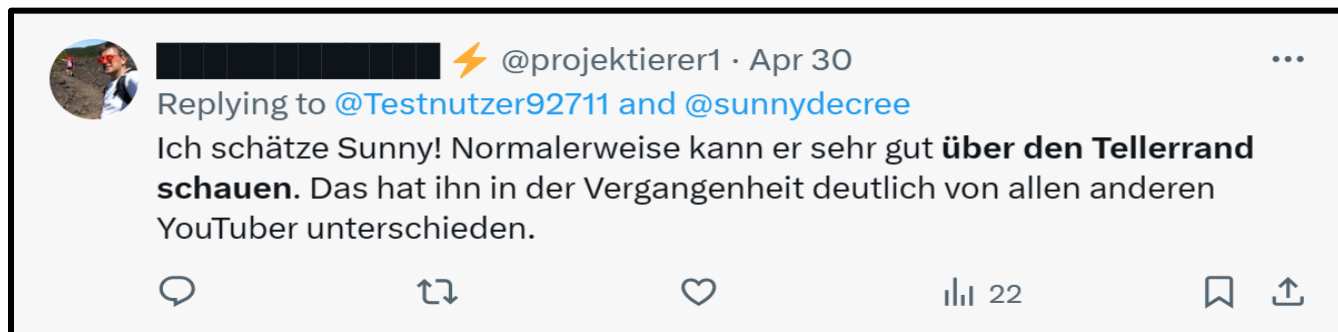 ⚡ @projektierer1 · Apr 30
Replying to @Testnutzer92711 and @sunnydecree
Ich schätze Sunny! Normalerweise kann er sehr gut über den Tellerrand
schauen. Das hat ihn in der Vergangenheit deutlich von allen anderen
YouTuber unterschieden.
22